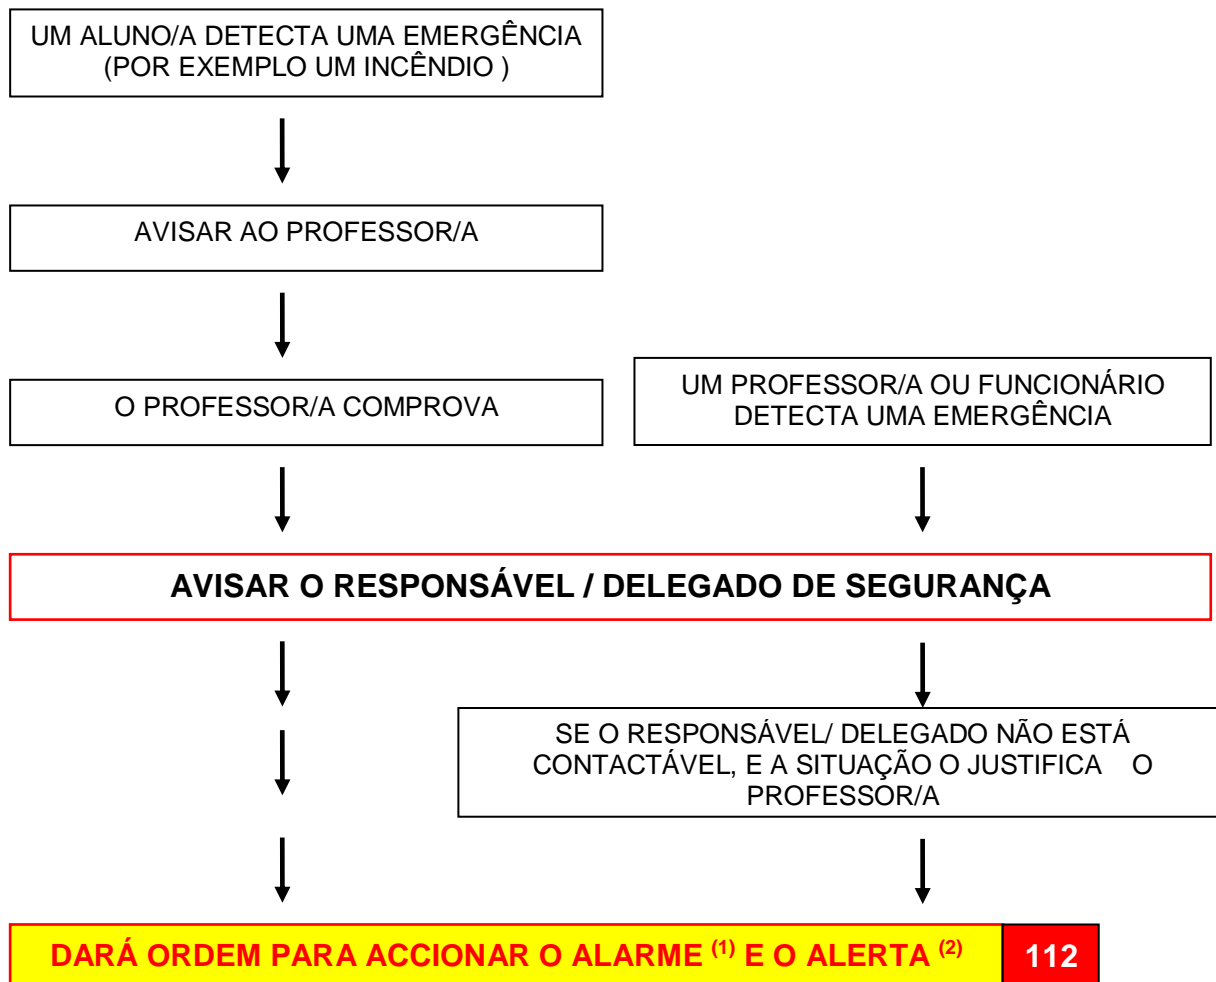 UM ALUNO/A DETECTA UMA EMERGÊNCIA
(POR EXEMPLO UM INCÊNDIO )
AVISAR AO PROFESSOR/A
O PROFESSOR/A COMPROVA
UM PROFESSOR/A OU FUNCIONÁRIO
DETECTA UMA EMERGÊNCIA
AVISAR O RESPONSÁVEL / DELEGADO DE SEGURANÇA
SE O RESPONSÁVEL/ DELEGADO NÃO ESTÁ
CONTACTÁVEL, E A SITUAÇÃO O JUSTIFICA O
PROFESSOR/A
DARÁ ORDEM PARA ACCIONAR O ALARME (1) E O ALERTA (2) 112